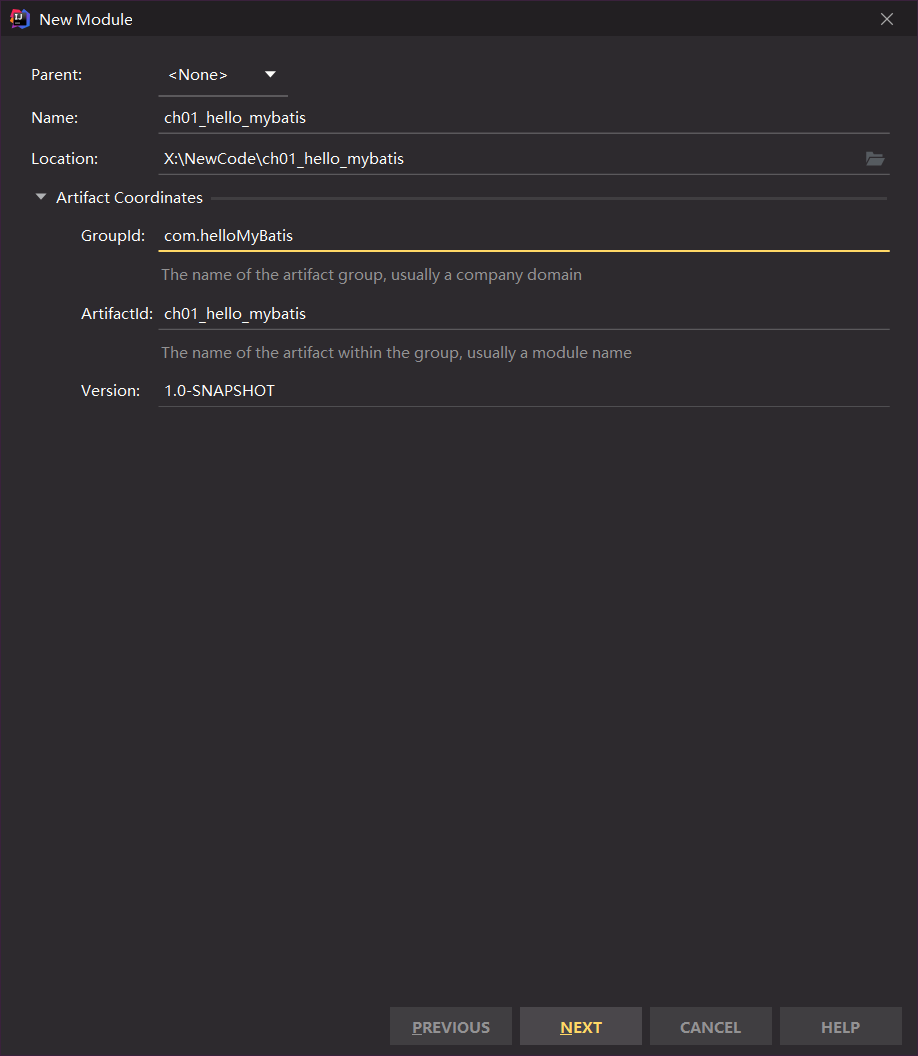 New Module
Parent: <None>
Name: ch01_hello_mybatis
Location: X:\NewCode\ch01_hello_mybatis
Artifact Coordinates
GroupId: com.helloMyBatis
The name of the artifact group, usually a company domain
ArtifactId: ch01_hello_mybatis
The name of the artifact within the group, usually a module name
Version: 1.0-SNAPSHOT
PREVIOUS NEXT CANCEL HELP